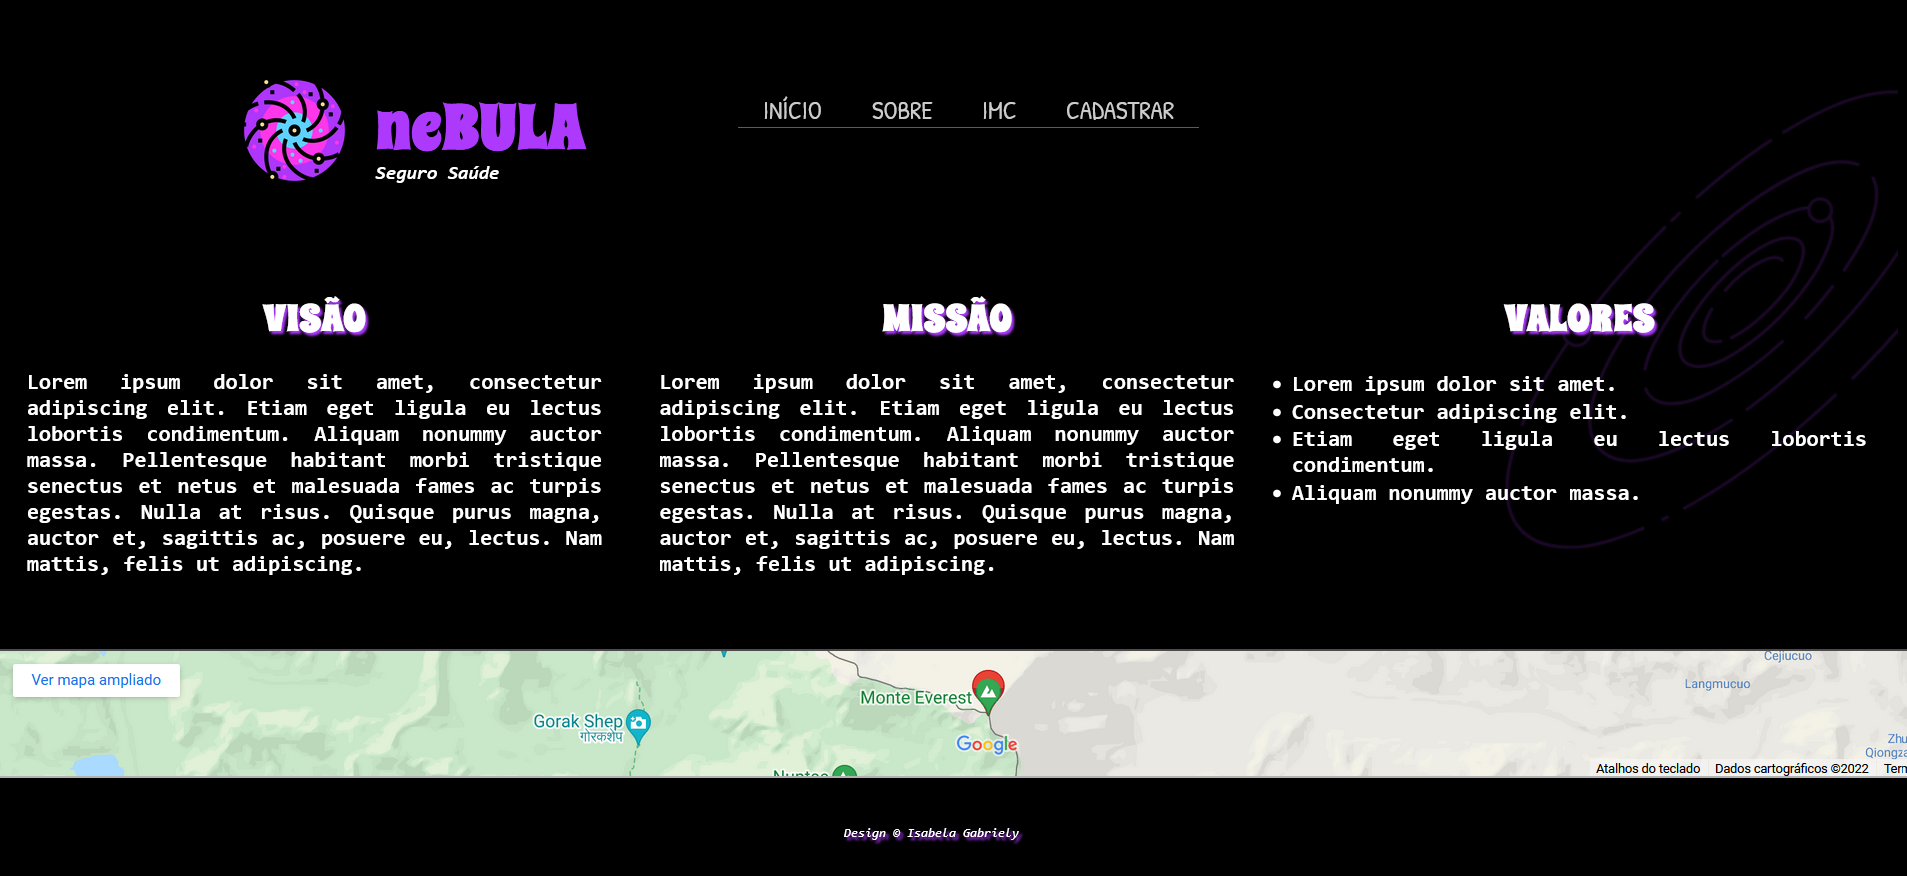 neBULA
Seguro Saúde
INÍCIO SOBRE IMC CADASTRAR
VISÃO
Lorem ipsum dolor sit amet, consectetur
adipiscing elit. Etiam eget ligula eu lectus
lobortis condimentum. Aliquam nonummy auctor
massa. Pellentesque habitant morbi tristique
senectus et netus et malesuada fames ac turpis
egestas. Nulla at risus. Quisque purus magna,
auctor et, sagittis ac, posuere eu, lectus. Nam
mattis, felis ut adipiscing.
MISSÃO
Lorem ipsum dolor sit amet, consectetur
adipiscing elit. Etiam eget ligula eu lectus
lobortis condimentum. Aliquam nonummy auctor
massa. Pellentesque habitant morbi tristique
senectus et netus et malesuada fames ac turpis
egestas. Nulla at risus. Quisque purus magna,
auctor et, sagittis ac, posuere eu, lectus. Nam
mattis, felis ut adipiscing.
VALORES
• Lorem ipsum dolor sit amet.
• Consectetur adipiscing elit.
• Etiam eget ligula eu lectus lobortis
condimentum.
• Aliquam nonummy auctor massa.
Ver mapa ampliado
Cejiucuo
Langmucuo
Monte Everest
Gorak Shep
गोरकशेप
Google
Zhu
Qiongza
Atalhos do teclado Dados cartográficos ©2022 Term
Design © Isabela Gabriely